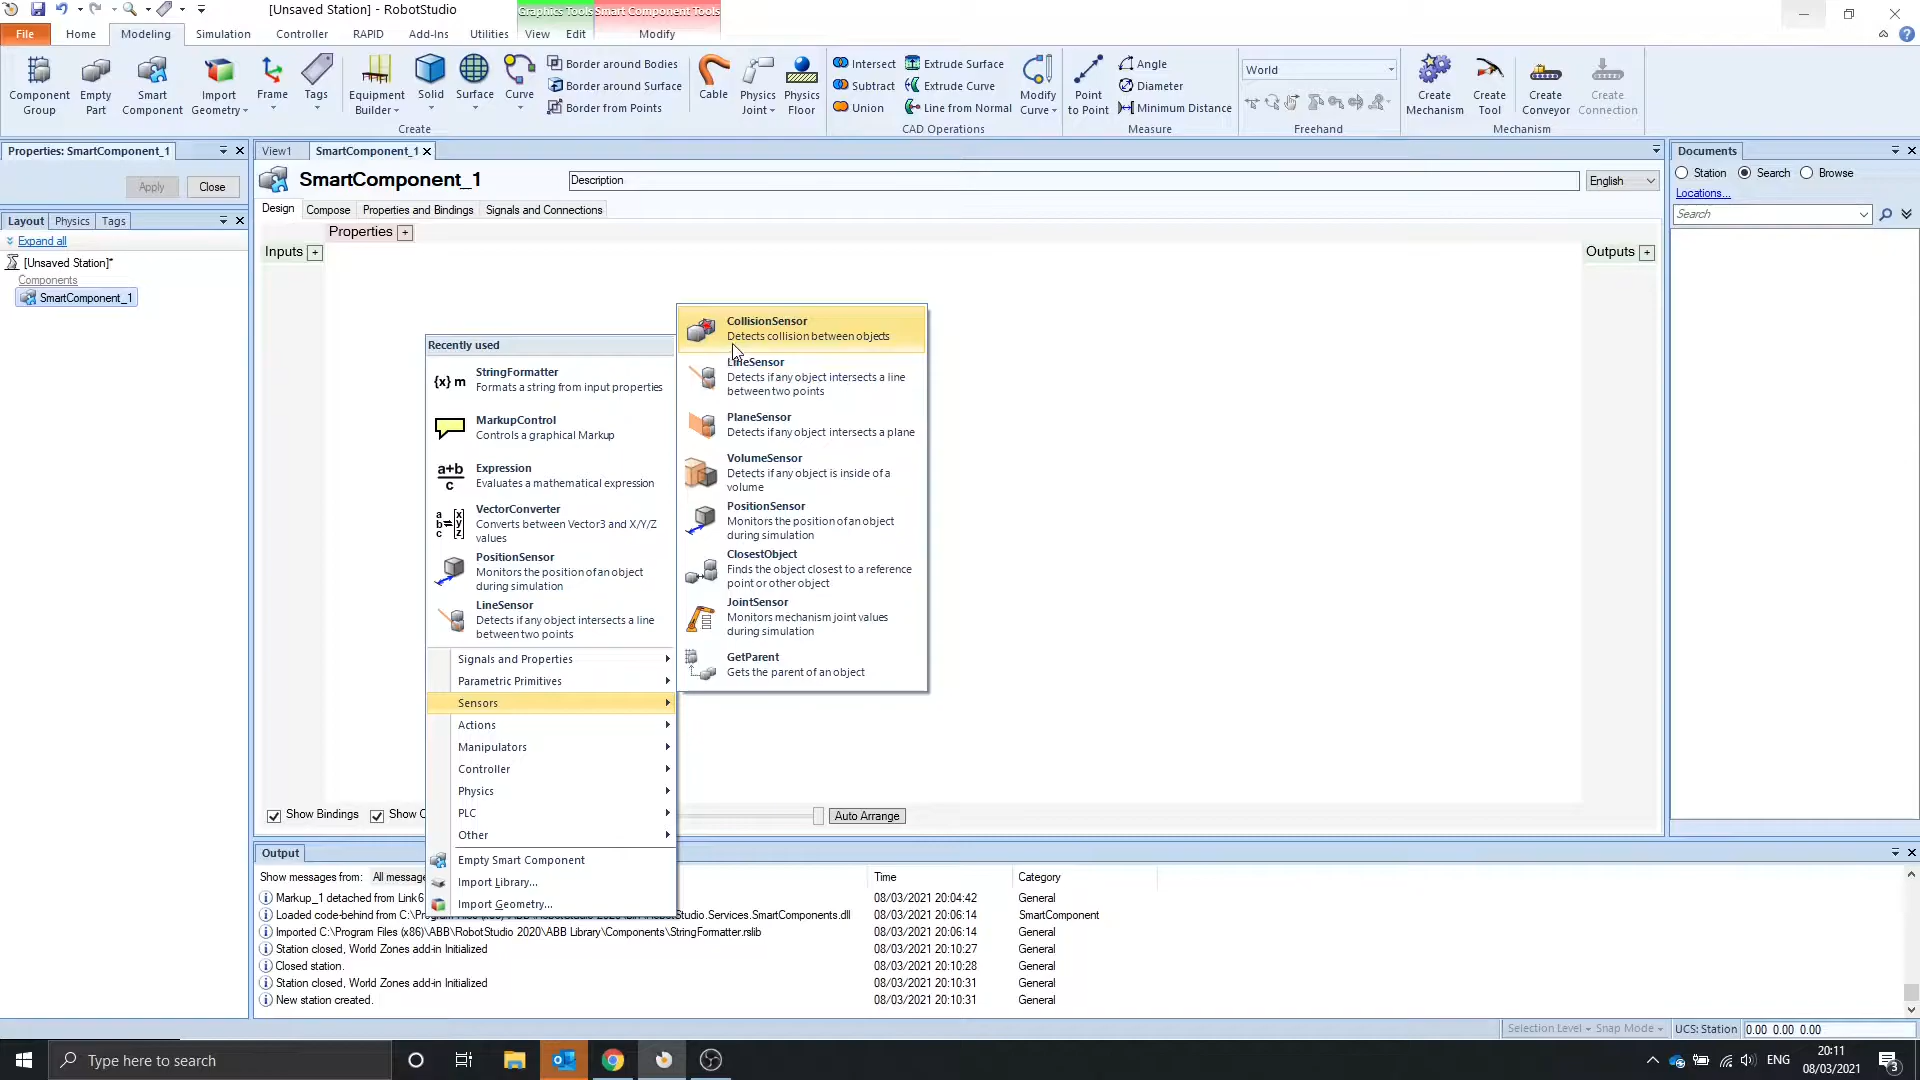 [Unsaved Station] - RobotStudio
Graphics Tools
Smart Component Tools
File
Home
Modeling
Simulation
Controller
RAPID
Add-Ins
Utilities
View
Edit
Modify
Component Group
Empty Part
Smart Component
Import Geometry
Frame
Tags
Equipment Builder
Solid
Surface
Curve
Border around Bodies
Border around Surface
Border from Points
Create
Cable
Physics Joint
Physics Floor
Intersect
Subtract
Union
Extrude Surface
Extrude Curve
Line from Normal
Modify Curve
CAD Operations
Point to Point
Angle
Diameter
Minimum Distance
Measure
World
Freehand
Create Mechanism
Create Tool
Create Conveyor
Create Connection
Mechanism
Properties: SmartComponent_1
Apply
Close
Layout
Physics
Tags
Expand all
[Unsaved Station]*
Components
SmartComponent_1
View1
SmartComponent_1
SmartComponent_1
Description
English
Design
Compose
Properties and Bindings
Signals and Connections
Properties +
Inputs +
Outputs +
Recently used
StringFormatter
Formats a string from input properties
MarkupControl
Controls a graphical Markup
Expression
Evaluates a mathematical expression
VectorConverter
Converts between Vector3 and X/Y/Z
values
PositionSensor
Monitors the position of an object
during simulation
LineSensor
Detects if any object intersects a line
between two points
Signals and Properties
Parametric Primitives
Sensors
Actions
Manipulators
Controller
Physics
PLC
Other
Empty Smart Component
Import Library...
Import Geometry...
CollisionSensor
Detects collision between objects
LineSensor
Detects if any object intersects a line
between two points
PlaneSensor
Detects if any object intersects a plane
VolumeSensor
Detects if any object is inside of a
volume
PositionSensor
Monitors the position of an object
during simulation
ClosestObject
Finds the object closest to a reference
point or other object
JointSensor
Monitors mechanism joint values
during simulation
GetParent
Gets the parent of an object
Show Bindings
Show C
Auto Arrange
Documents
Station
Search
Browse
Locations...
Search
Output
Show messages from: All message
Time
Category
Markup_1 detached from Link6 08/03/2021 20:04:42 General
Loaded code-behind from C:\ .Services.SmartComponents.dll 08/03/2021 20:06:14 SmartComponent
Imported C:\Program Files (x86)\ABB\RobotStudio 2020\ABB Library\Components\StringFormatter.rslib 08/03/2021 20:06:14 General
Station closed, World Zones add-in Initialized 08/03/2021 20:10:27 General
Closed station. 08/03/2021 20:10:28 General
Station closed, World Zones add-in Initialized 08/03/2021 20:10:31 General
New station created. 08/03/2021 20:10:31 General
Selection Level
Snap Mode
UCS: Station
0.00 0.00 0.00
Type here to search
ENG
20:11
08/03/2021
3